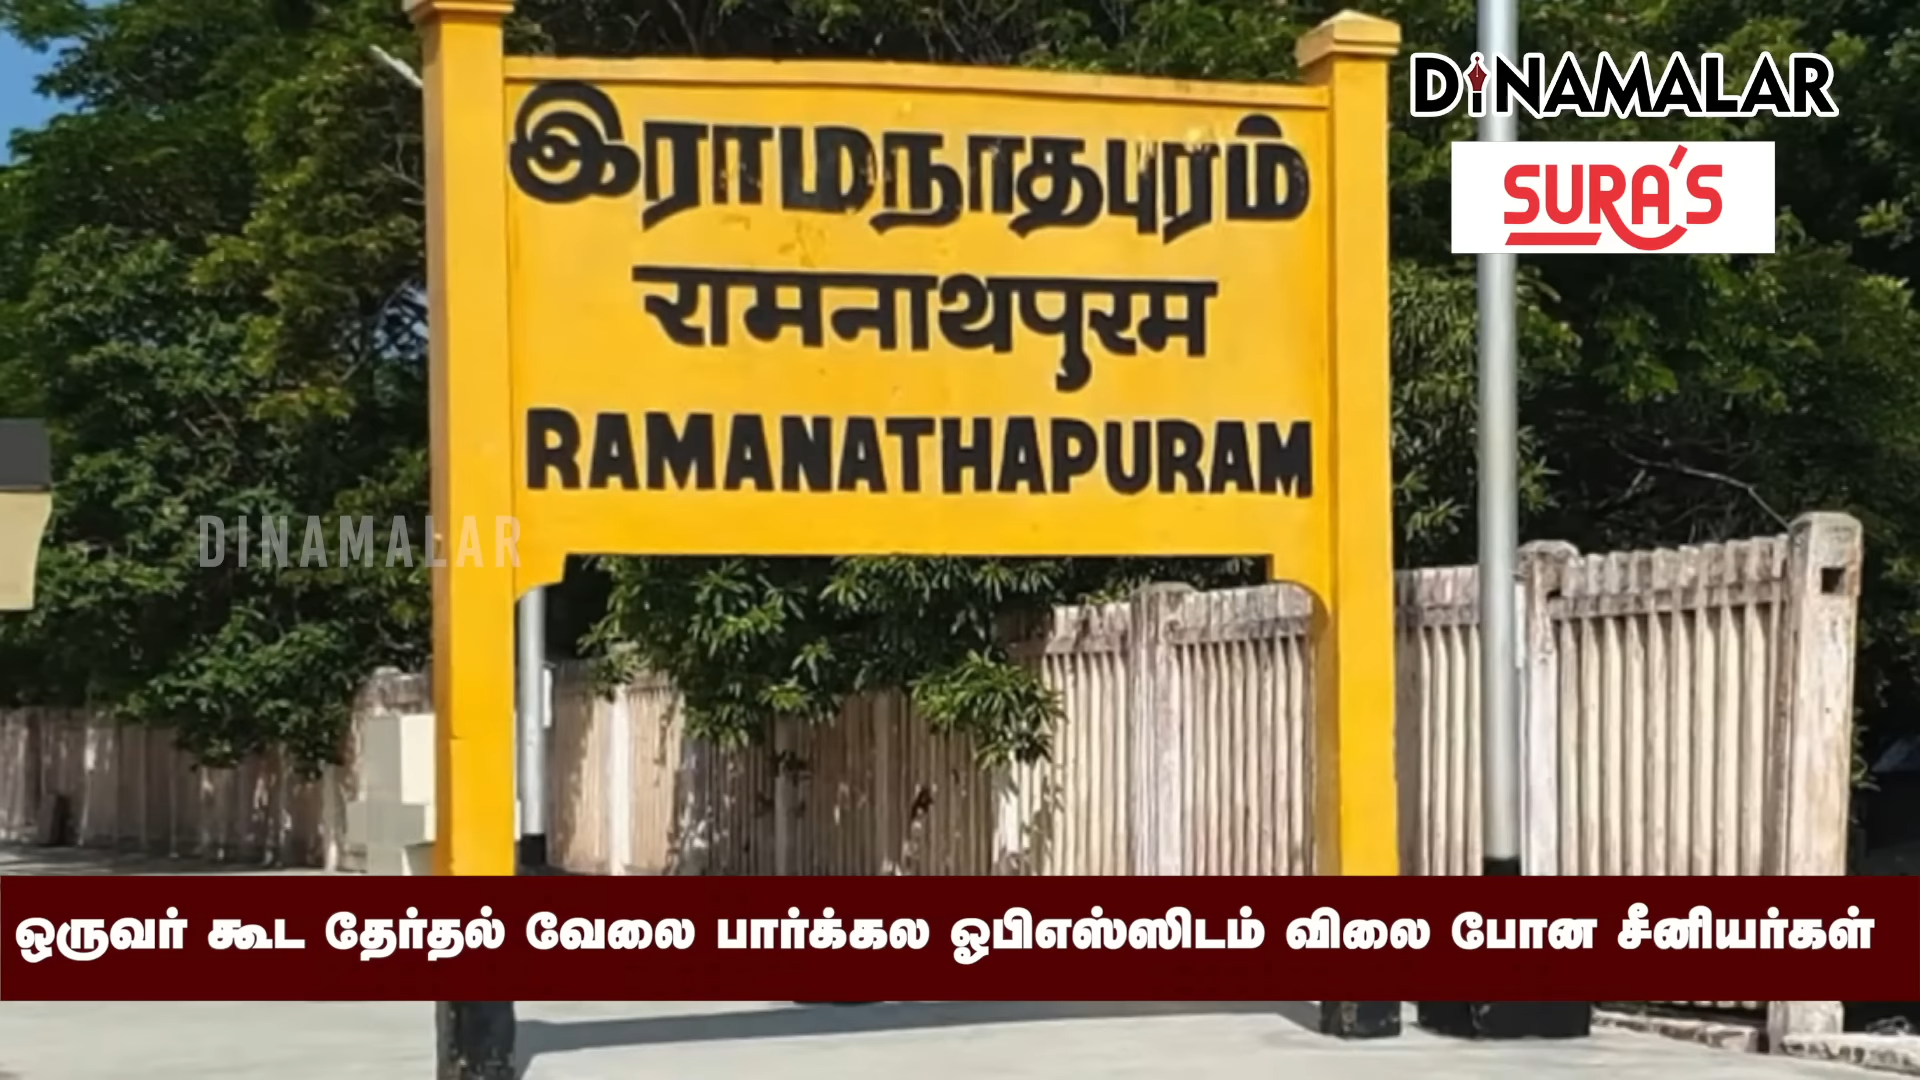 DINAMALAR
SURA'S
இராமநாதபுரம்
रामनाथपुरम
RAMANATHAPURAM
DINAMALAR
ஒருவர் கூட தேர்தல் வேலை பார்க்கல ஓபிஎஸ்ஸிடம் விலை போன சீனியர்கள்